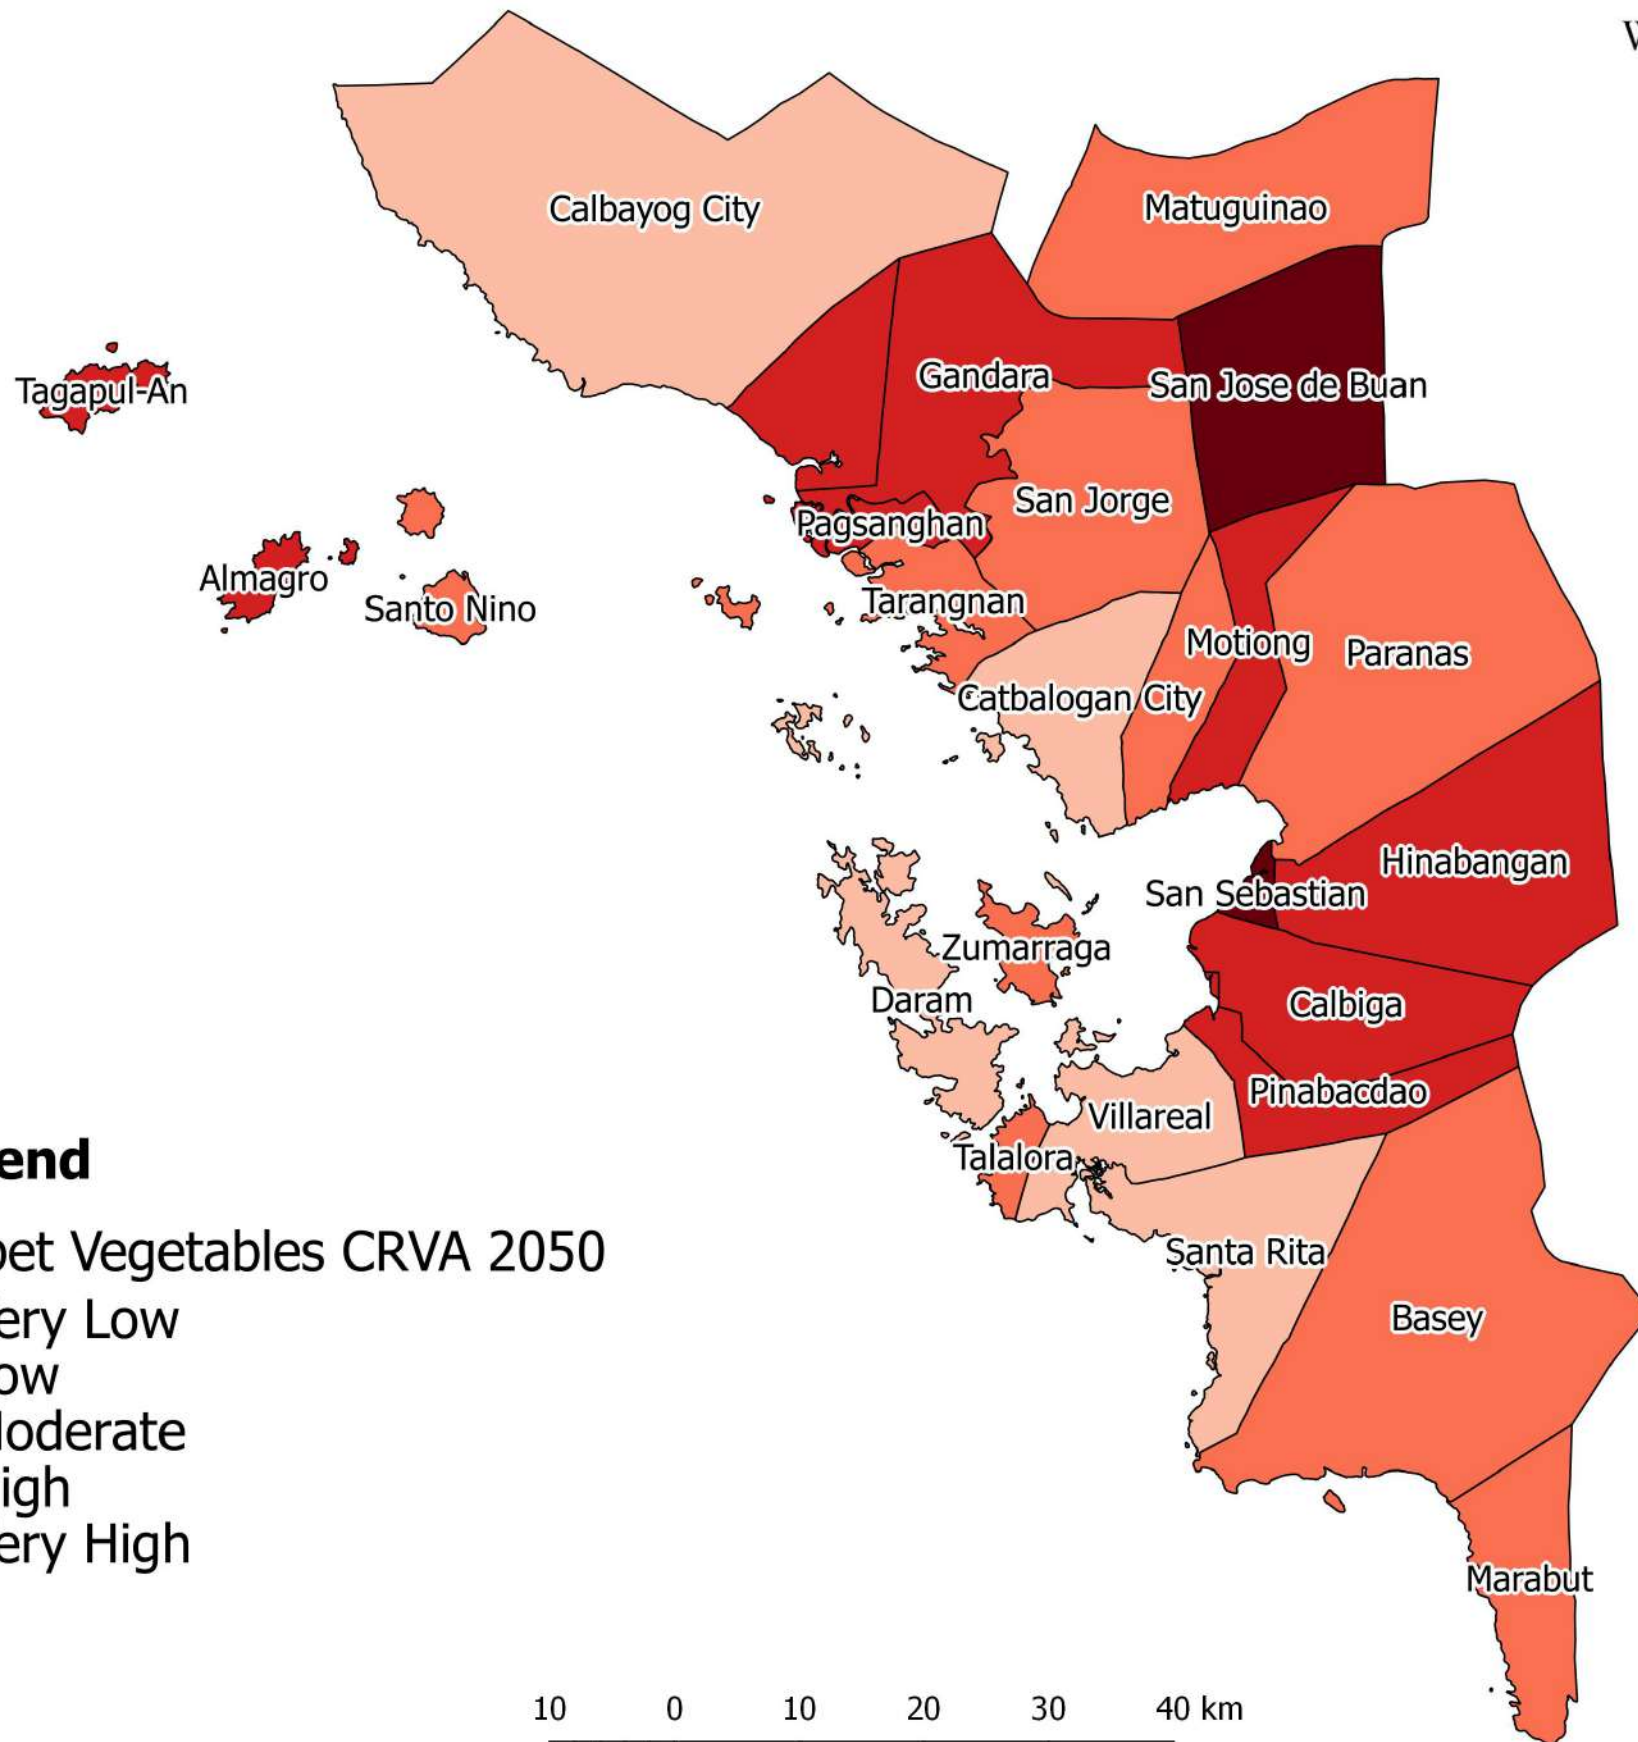 W
Calbayog City
Matuguinao
Gandara
San Jose de Buan
Tagapul-An
San Jorge
Pagsanghan
Almagro
Santo Nino
Tarangnan
Motiong
Paranas
Catbalogan City
Hinabangan
San Sebastian
Zumarraga
Daram
Calbiga
Pinabacdao
Villareal
Talalora
end
Santa Rita
pet Vegetables CRVA 2050
ery Low
Basey
ow
oderate
igh
ery High
Marabut
10 0 10 20 30 40 km